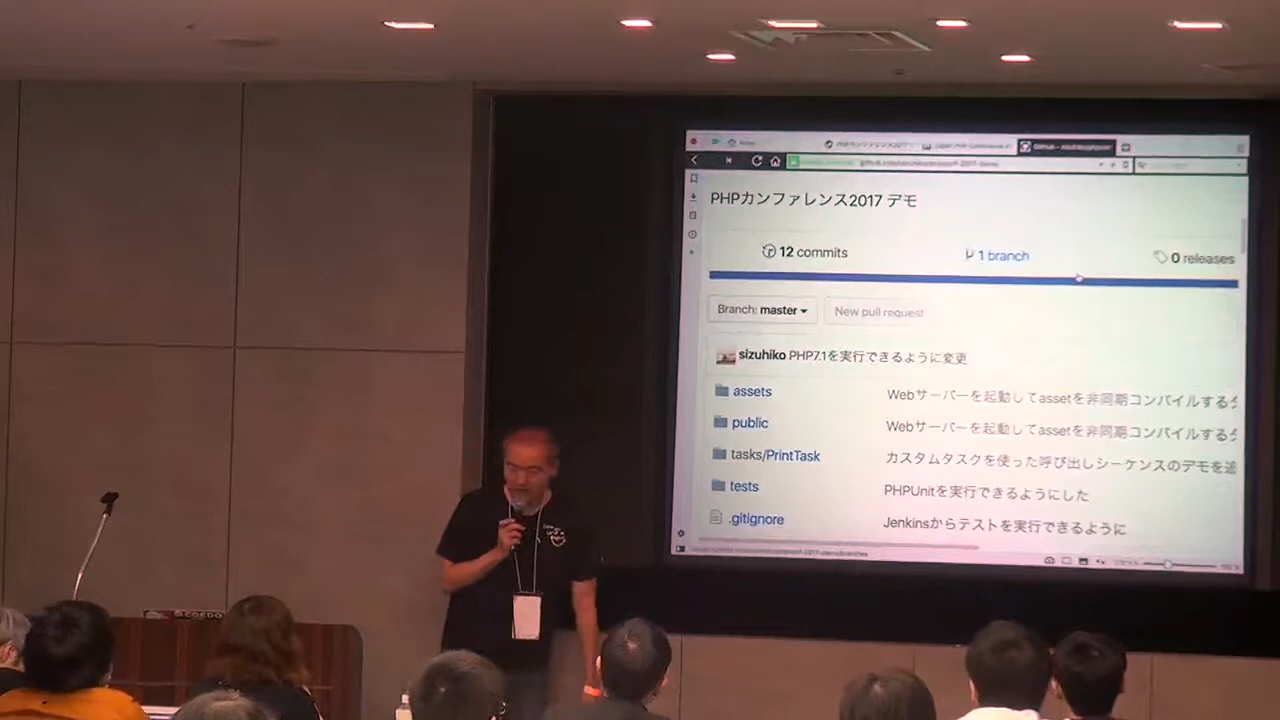 PHPカンファレンス2017 デモ
12 commits
1 branch
0 releases
Branch: master
New pull request
sizuhiko PHP7.1を実行できるように変更
assets Webサーバーを起動してassetを非同期コンパイルする
public Webサーバーを起動してassetを非同期コンパイルする
tasks/PrintTask カスタムタスクを使った呼び出しシーケンスのデモを追
tests PHPUnitを実行できるようにした
.gitignore Jenkinsからテストを実行できるように